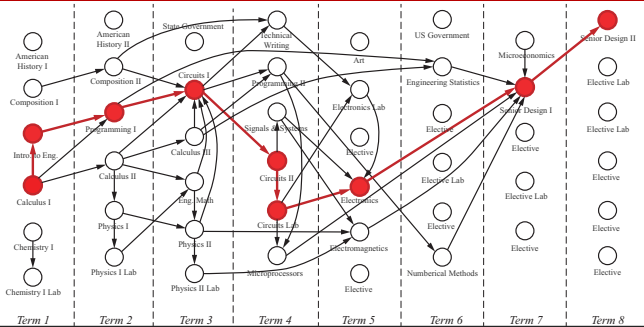 American
History I
Composition I
Intro to Eng.
Calculus I
Chemistry I
Chemistry I Lab
Term 1
American
History II
Composition II
Programming I
Calculus II
Physics I
Physics I Lab
Term 2
State Government
Circuits I
Calculus III
Eng. Math
Physics II
Physics II Lab
Term 3
Technical
Writing
Programming II
Signals & Systems
Circuits II
Circuits Lab
Microprocessors
Term 4
Art
Electronics Lab
Elective
Electronics
Electromagnetics
Elective
Term 5
US Government
Engineering Statistics
Elective
Elective Lab
Elective
Numberical Methods
Term 6
Microeconomics
Senior Design I
Elective
Elective Lab
Elective
Term 7
Senior Design II
Elective Lab
Elective Lab
Elective
Elective
Elective
Term 8